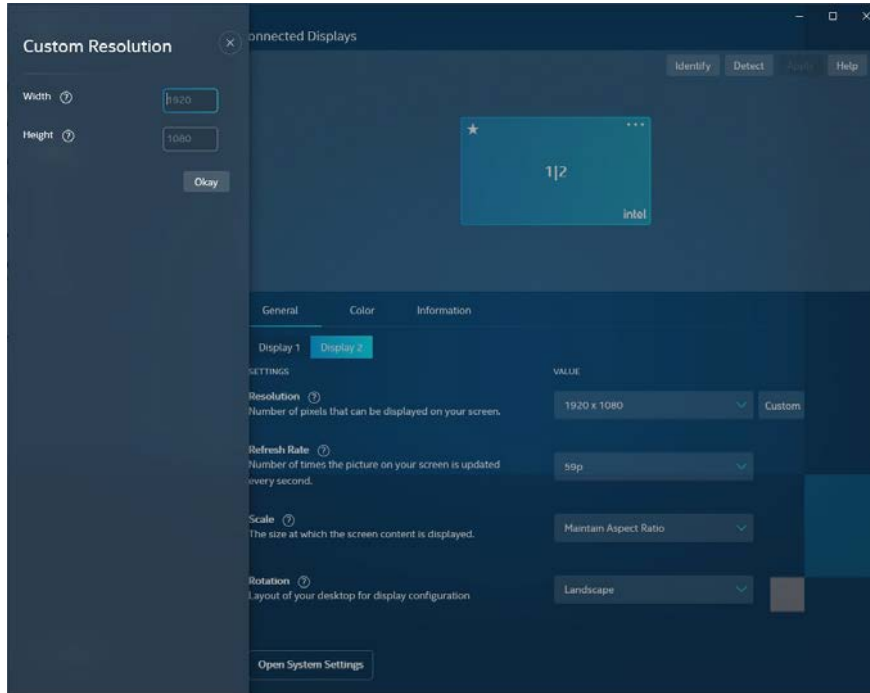 Custom Resolution
Width
1920
Height
1080
Okay
onnected Displays
Identify Detect Apply Help
1|2
intel
General Color Information
Display 1 Display 2
SETTINGS VALUE
Resolution
Number of pixels that can be displayed on your screen.
1920 x 1080
Custom
Refresh Rate
Number of times the picture on your screen is updated
every second.
59p
Scale
The size at which the screen content is displayed.
Maintain Aspect Ratio
Rotation
Layout of your desktop for display configuration
Landscape
Open System Settings